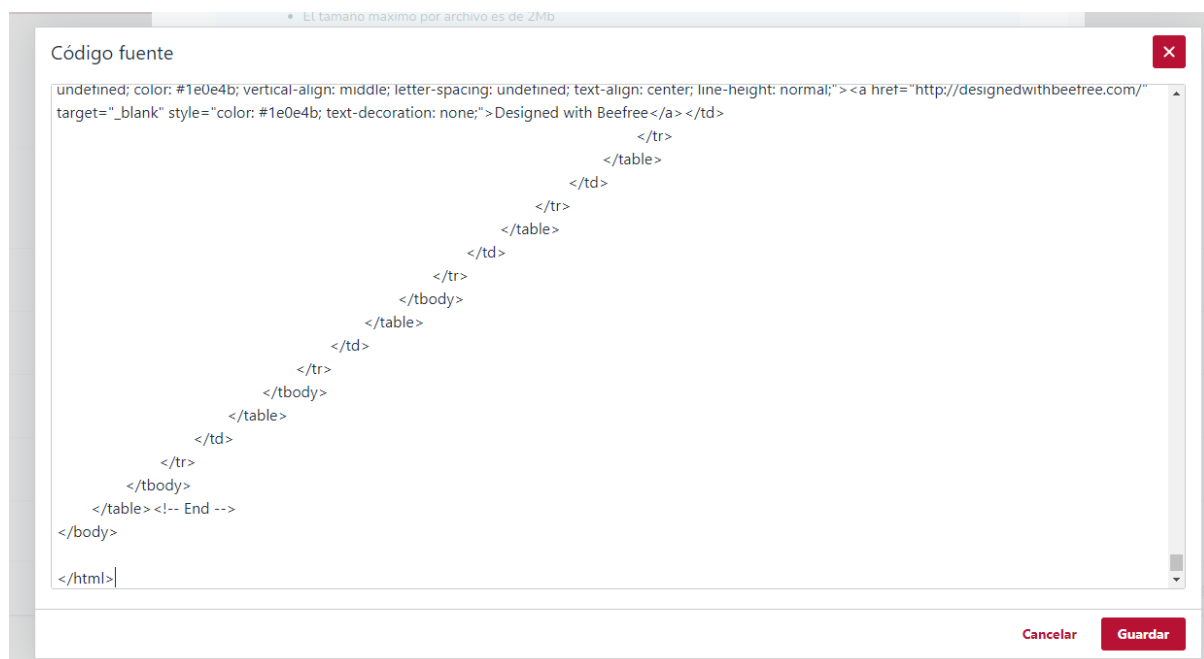 El tamaño maximo por archivo es de 2Mb
Código fuente
undefined; color: #1e0e4b; vertical-align: middle; letter-spacing: undefined; text-align: center; line-height: normal;"><a href="http://designedwithbeefree.com/"
target="_blank" style="color: #1e0e4b; text-decoration: none;">Designed with Beefree</a></td>
</tr>
</table>
</td>
</tr>
</table>
</td>
</tr>
</tbody>
</table>
</td>
</tr>
</tbody>
</table>
</td>
</tr>
</tbody>
</table><!-- End -->
</body>
</html>
Cancelar
Guardar